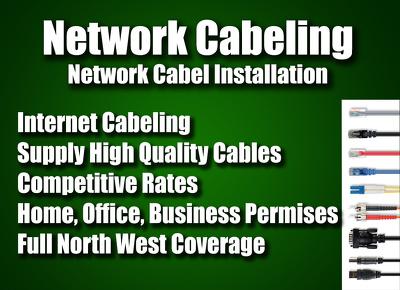 Network Cabeling
Network Cabel Installation
Internet Cabeling
Supply High Quality Cables
Competitive Rates
Home, Office, Business Permises
Full North West Coverage